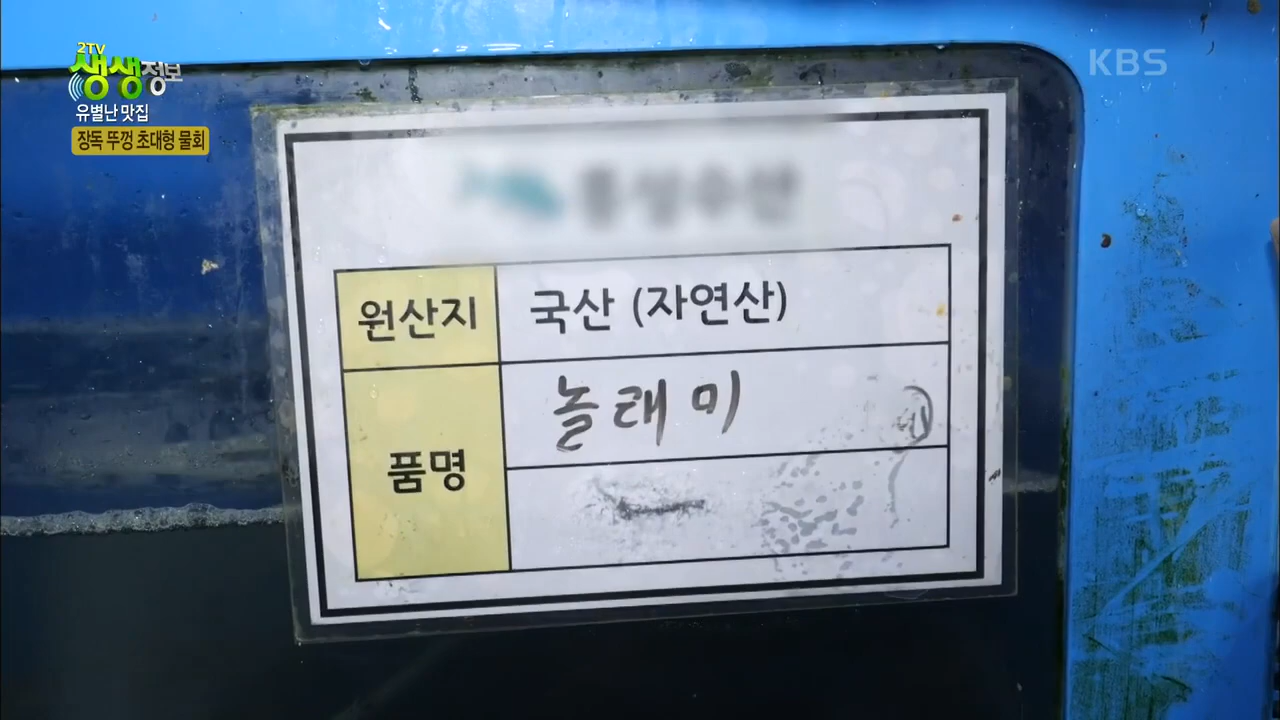 2TV
생생정보
유별난 맛집
장독 뚜껑 초대형 물회
KBS
원산지
국산 (자연산)
품명
놀래미